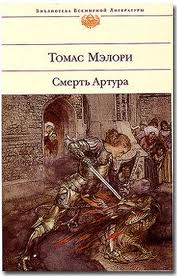 Библиотека Всемирной Литературы
Томас Мэлори
Смерть Артура